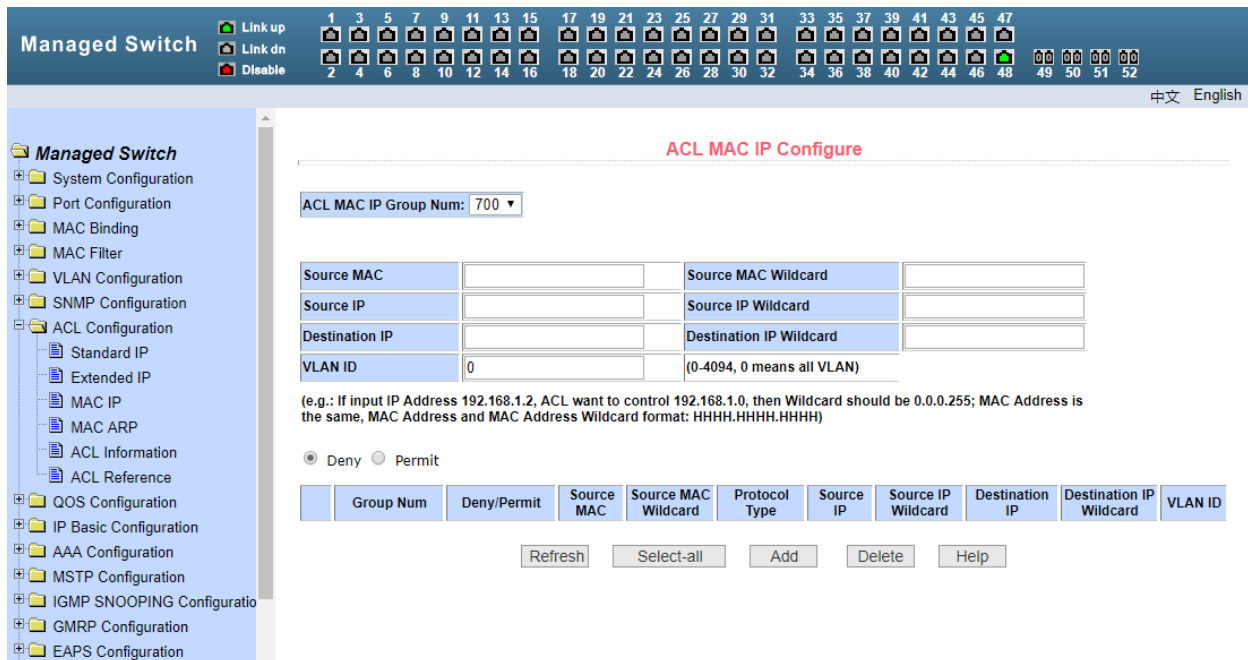 Managed Switch
Link up
Link dn
Disable
1 3 5 7 9 11 13 15 17 19 21 23 25 27 29 31 33 35 37 39 41 43 45 47
2 4 6 8 10 12 14 16 18 20 22 24 26 28 30 32 34 36 38 40 42 44 46 48 49 50 51 52
中文 English
Managed Switch
System Configuration
Port Configuration
MAC Binding
MAC Filter
VLAN Configuration
SNMP Configuration
ACL Configuration
Standard IP
Extended IP
MAC IP
MAC ARP
ACL Information
ACL Reference
QOS Configuration
IP Basic Configuration
AAA Configuration
MSTP Configuration
IGMP SNOOPING Configuratio
GMRP Configuration
EAPS Configuration
ACL MAC IP Configure
ACL MAC IP Group Num: 700
Source MAC Source MAC Wildcard
Source IP Source IP Wildcard
Destination IP Destination IP Wildcard
VLAN ID 0 (0-4094, 0 means all VLAN)
(e.g.: If input IP Address 192.168.1.2, ACL want to control 192.168.1.0, then Wildcard should be 0.0.0.255; MAC Address is
the same, MAC Address and MAC Address Wildcard format: HHHH.HHHH.HHHH)
Deny Permit
Group Num Deny/Permit Source MAC Source MAC Wildcard Protocol Type Source IP Source IP Wildcard Destination IP Destination IP Wildcard VLAN ID
Refresh Select-all Add Delete Help